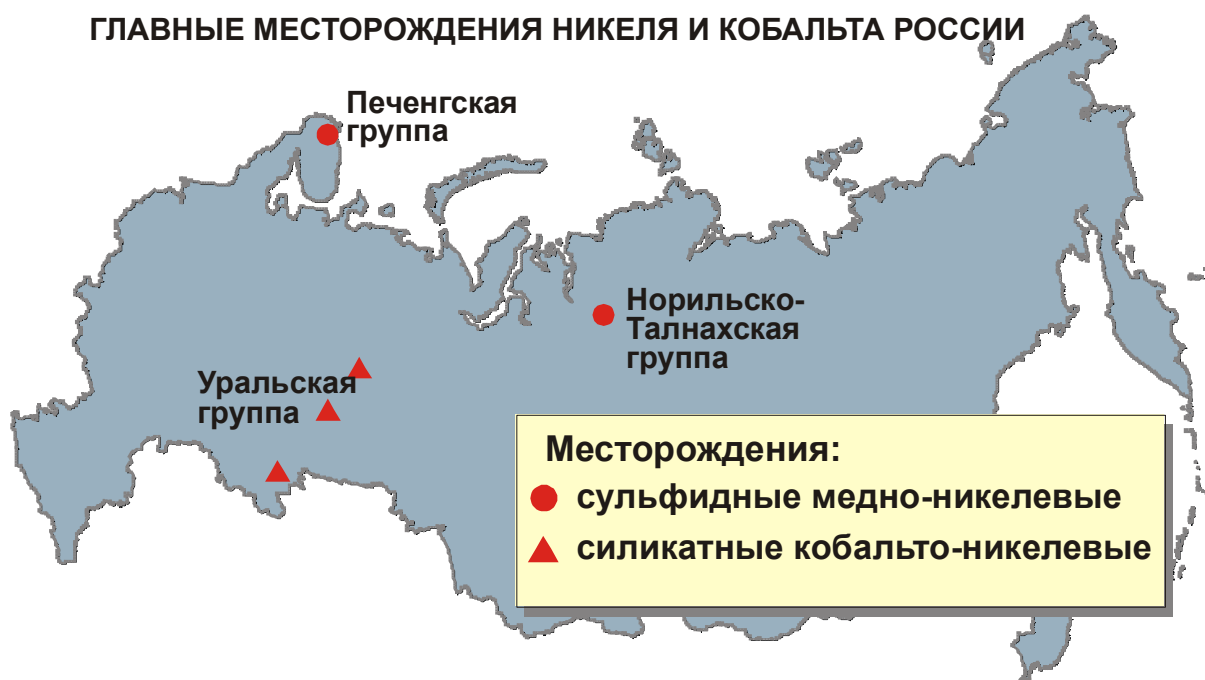 ГЛАВНЫЕ МЕСТОРОЖДЕНИЯ НИКЕЛЯ И КОБАЛЬТА РОССИИ
Печенгская
группа
Норильско-
Талнахская
группа
Уральская
группа
Месторождения:
сульфидные медно-никелевые
силикатные кобальто-никелевые